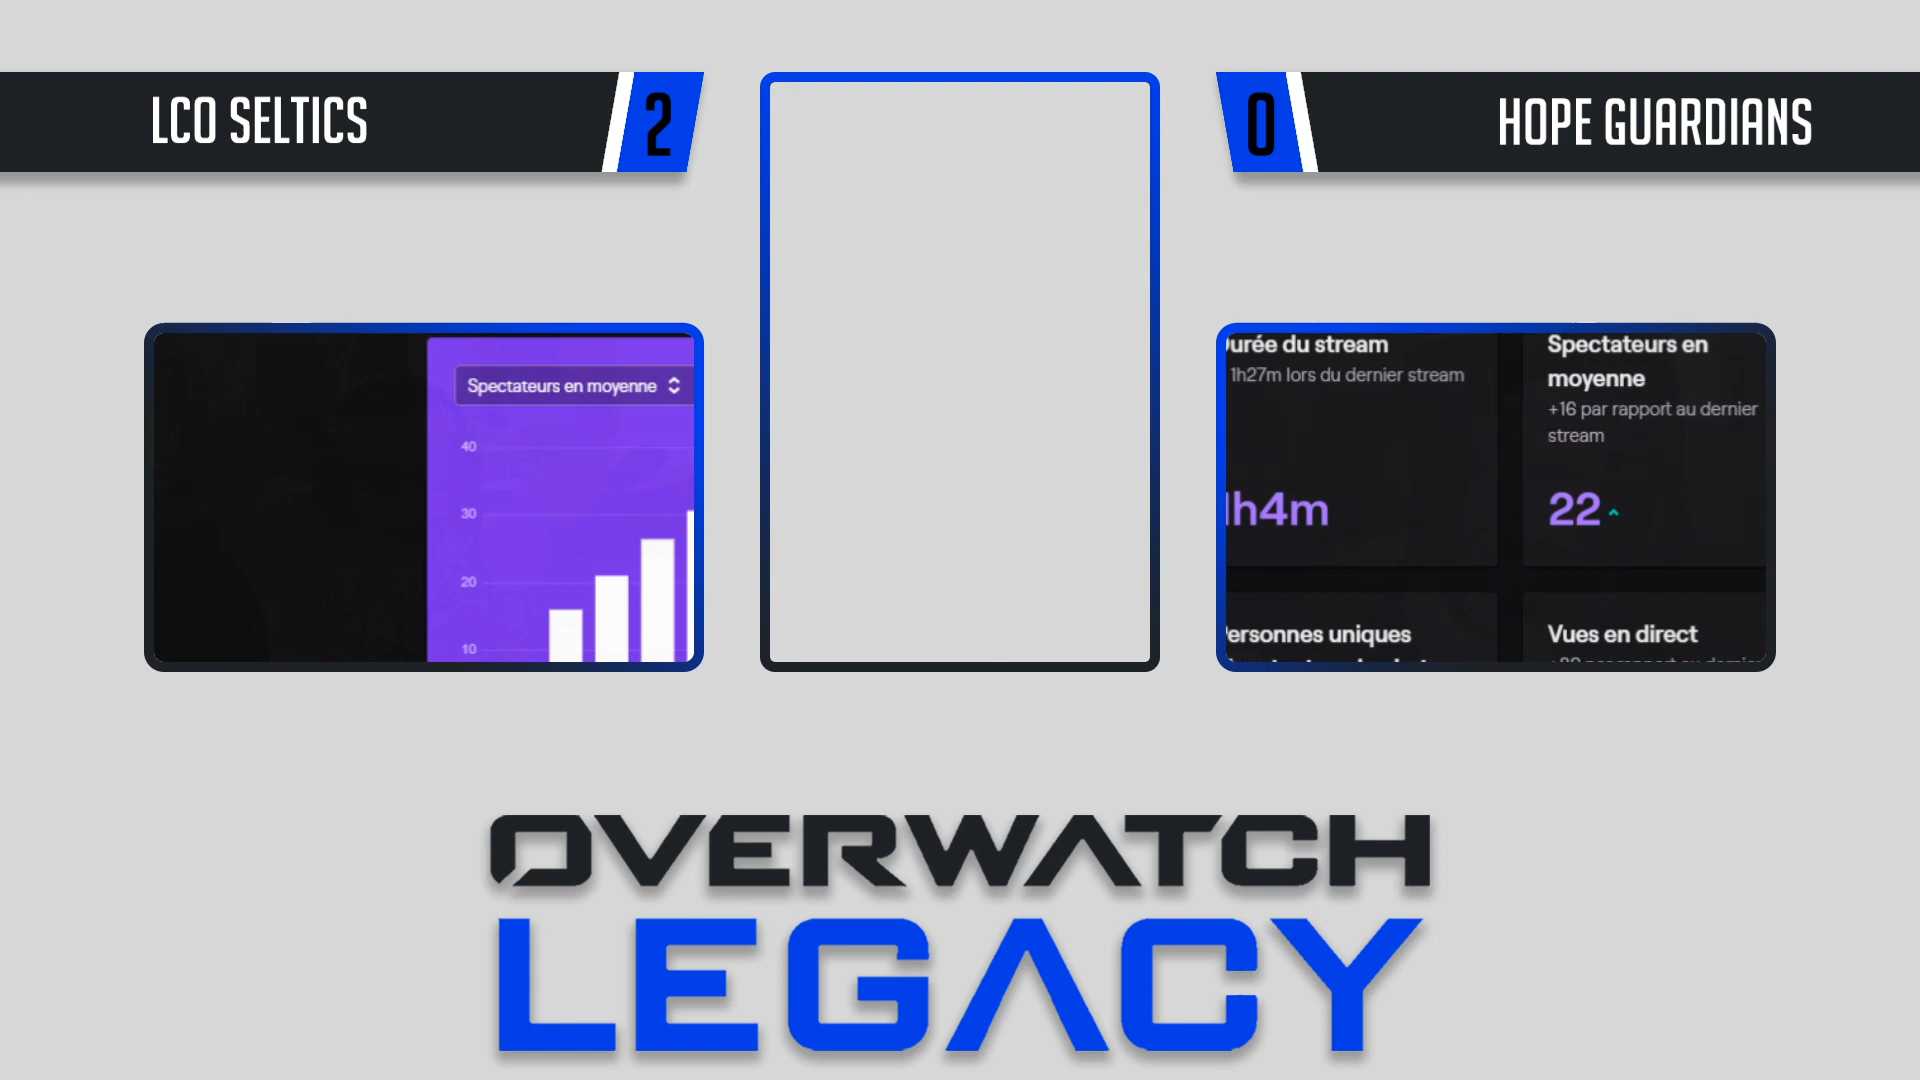 LCO SELTICS
2
0
HOPE GUARDIANS
Spectateurs en moyenne
40
30
20
10
urée du stream
1h27m lors du dernier stream
h4m
Spectateurs en
moyenne
+16 par rapport au dernier
stream
22
ersonnes uniques
Vues en direct
OVERWATCH
LEGACY